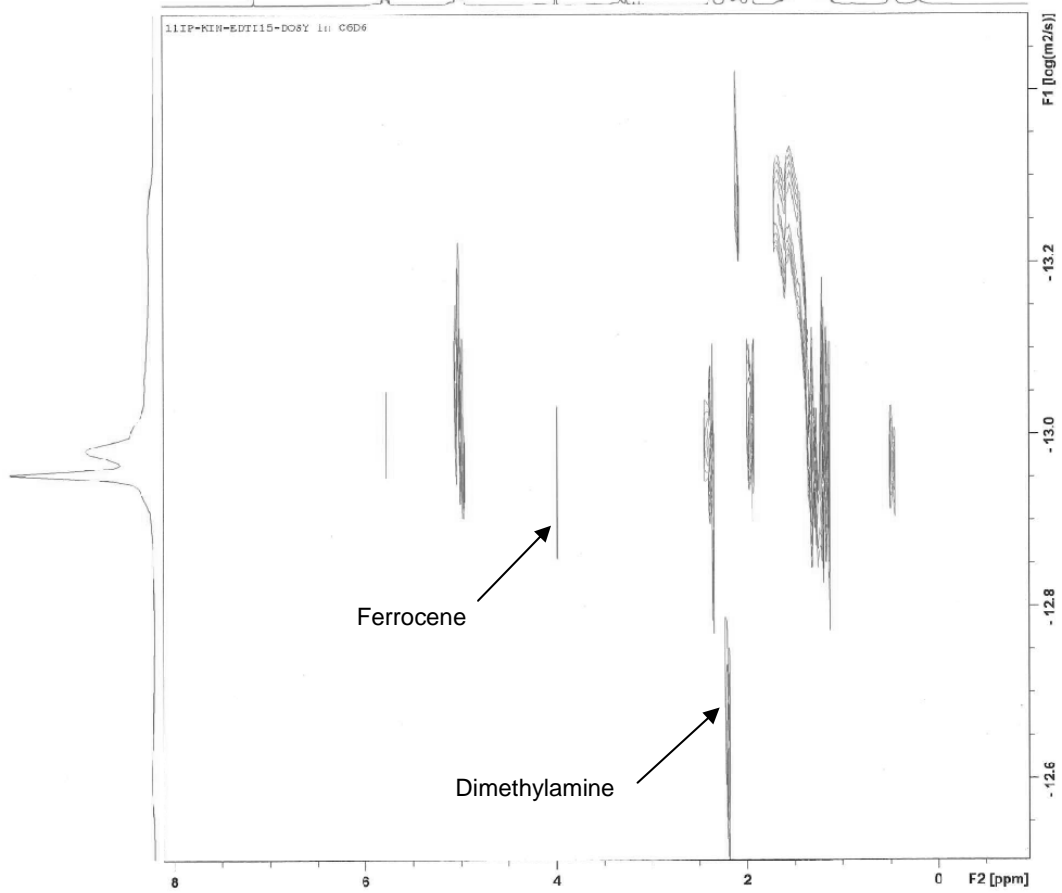 11IP-KIN-EDTI15-DOSY in C6D6
F1 [log(m2/s)]
-13.2
-13.0
-12.8
-12.6
Ferrocene
Dimethylamine
8
6
4
2
0
F2 [ppm]